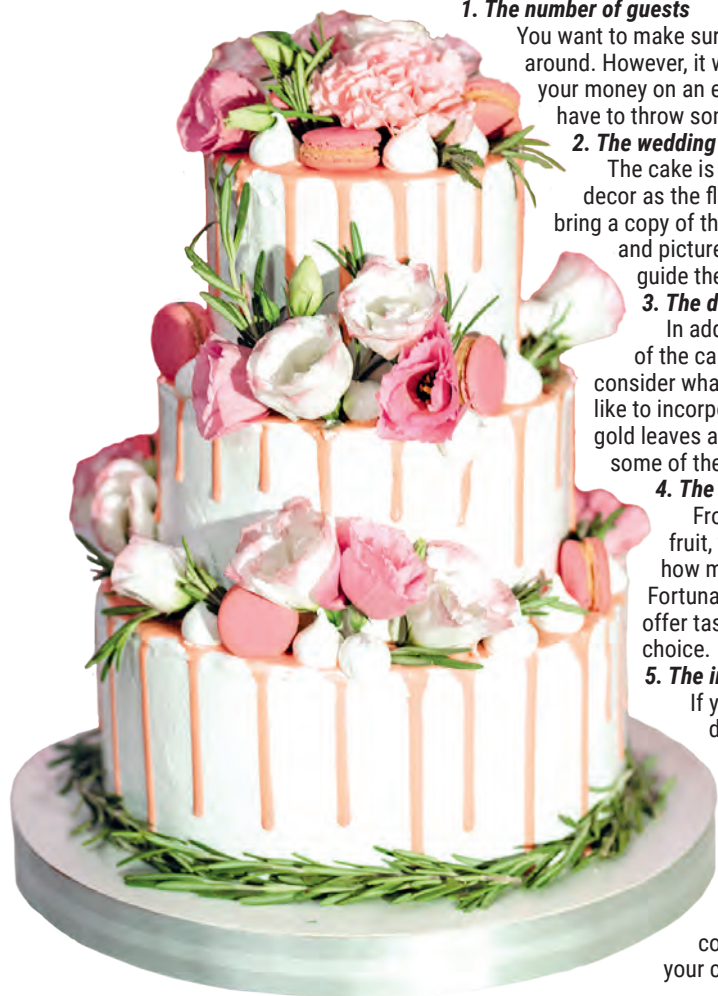 1. The number of guests
You want to make sur
around. However, it w
your money on an e
have to throw so
2. The wedding
The cake is
decor as the fl
bring a copy of th
and picture
guide the
3. The d
In add
of the ca
consider wha
like to incorp
gold leaves a
some of the
4. The
Fro
fruit,
how m
Fortuna
offer tas
choice.
5. The i
If y
d
co
your c